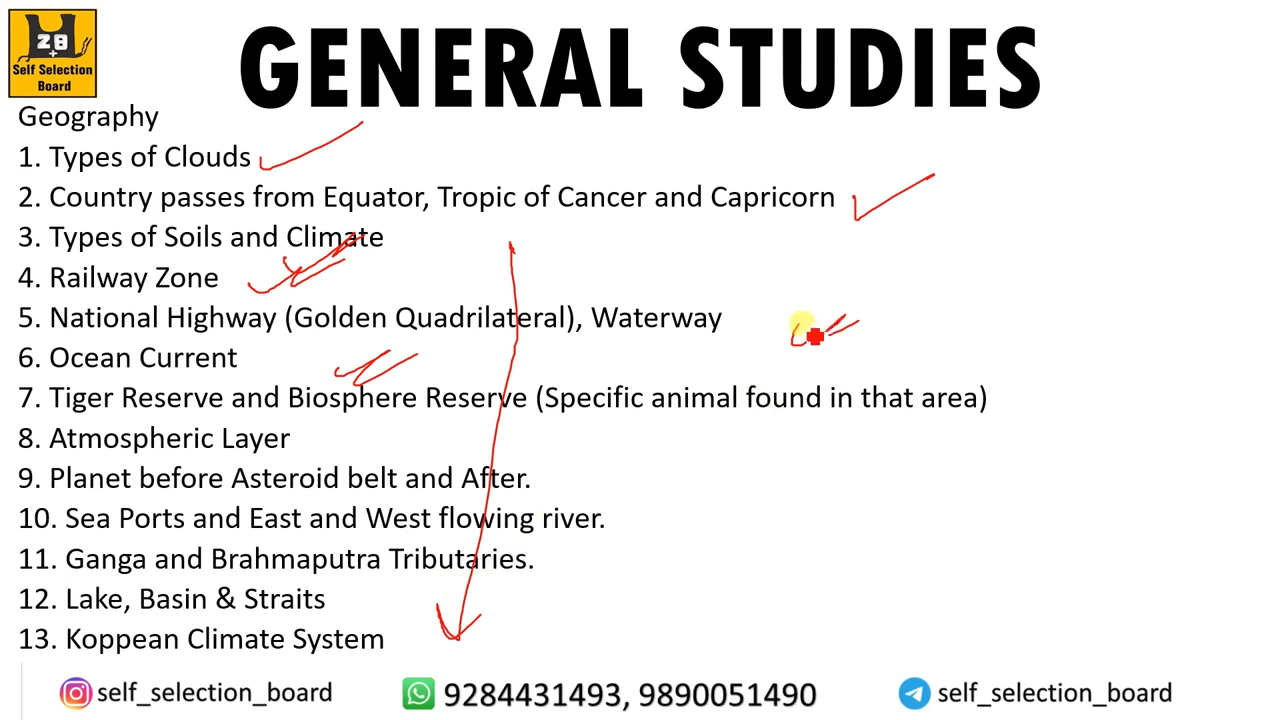 28
+
Self Selection
Board
GENERAL STUDIES
Geography
1. Types of Clouds
2. Country passes from Equator, Tropic of Cancer and Capricorn
3. Types of Soils and Climate
4. Railway Zone
5. National Highway (Golden Quadrilateral), Waterway
6. Ocean Current
7. Tiger Reserve and Biosphere Reserve (Specific animal found in that area)
8. Atmospheric Layer
9. Planet before Asteroid belt and After.
10. Sea Ports and East and West flowing river.
11. Ganga and Brahmaputra Tributaries.
12. Lake, Basin & Straits
13. Koppean Climate System
self_selection_board 9284431493, 9890051490 self_selection_board